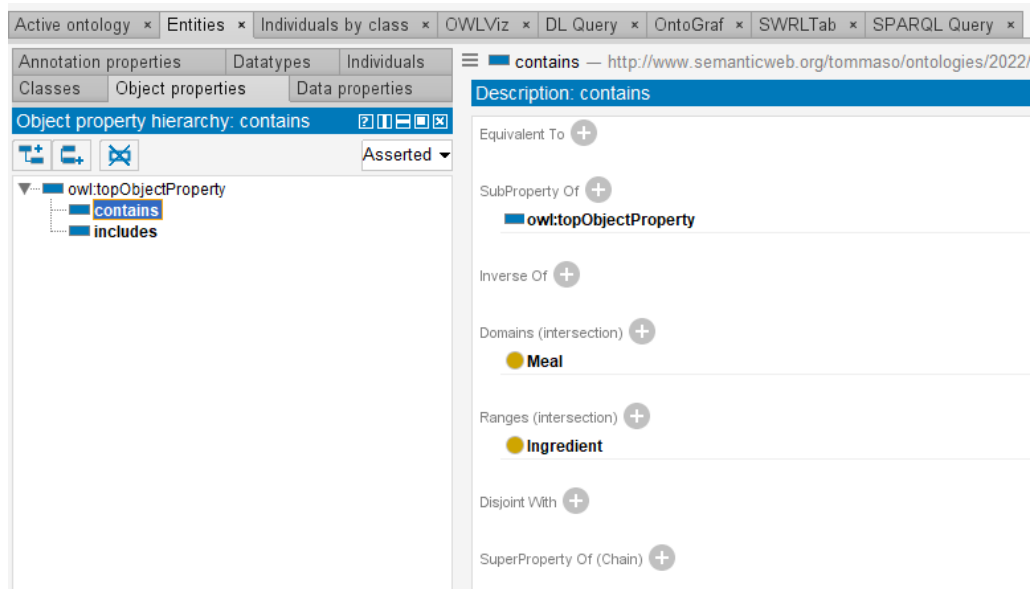 Active ontology × Entities × Individuals by class × OWLViz × DL Query × OntoGraf × SWRLTab × SPARQL Query ×
Annotation properties Datatypes Individuals
Classes Object properties Data properties
Object property hierarchy: contains
Asserted
owl:topObjectProperty
contains
includes
contains — http://www.semanticweb.org/tommaso/ontologies/2022/
Description: contains
Equivalent To
SubProperty Of
owl:topObjectProperty
Inverse Of
Domains (intersection)
Meal
Ranges (intersection)
Ingredient
Disjoint With
SuperProperty Of (Chain)